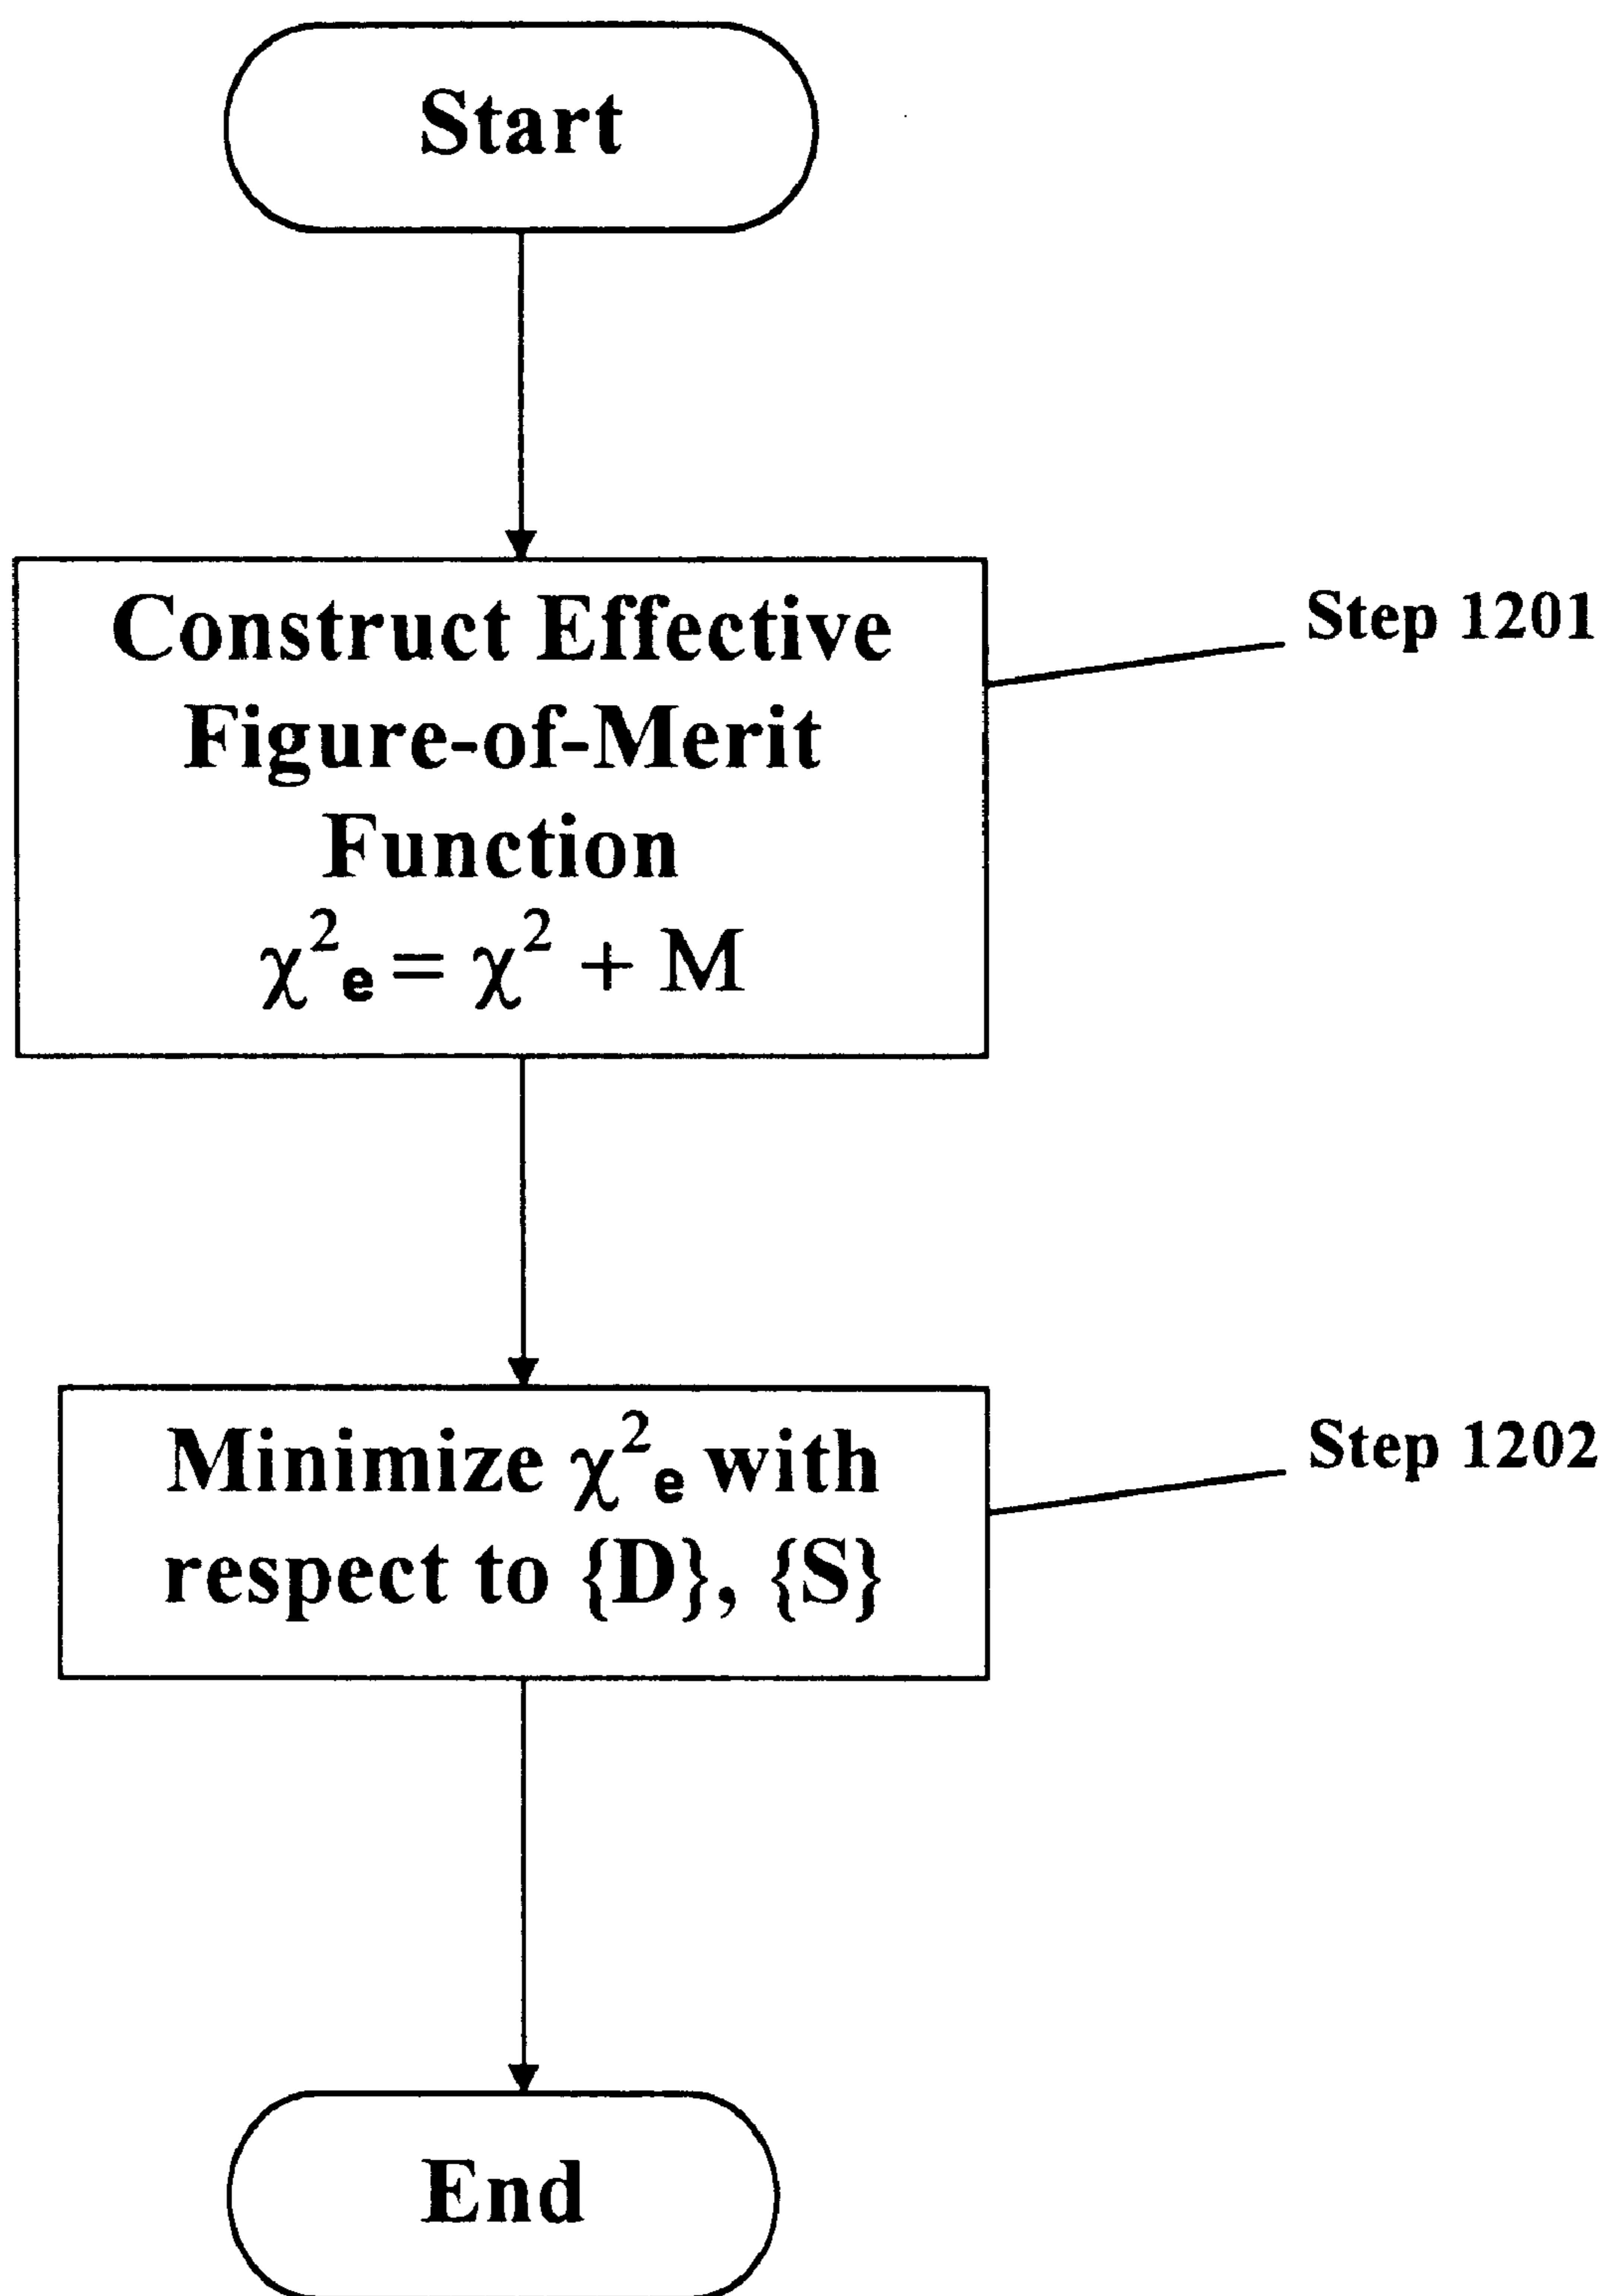 Start
Construct Effective
Figure-of-Merit
Function
χ²ₑ = χ² + M
Step 1201
Minimize χ²ₑ with
respect to {D}, {S}
Step 1202
End